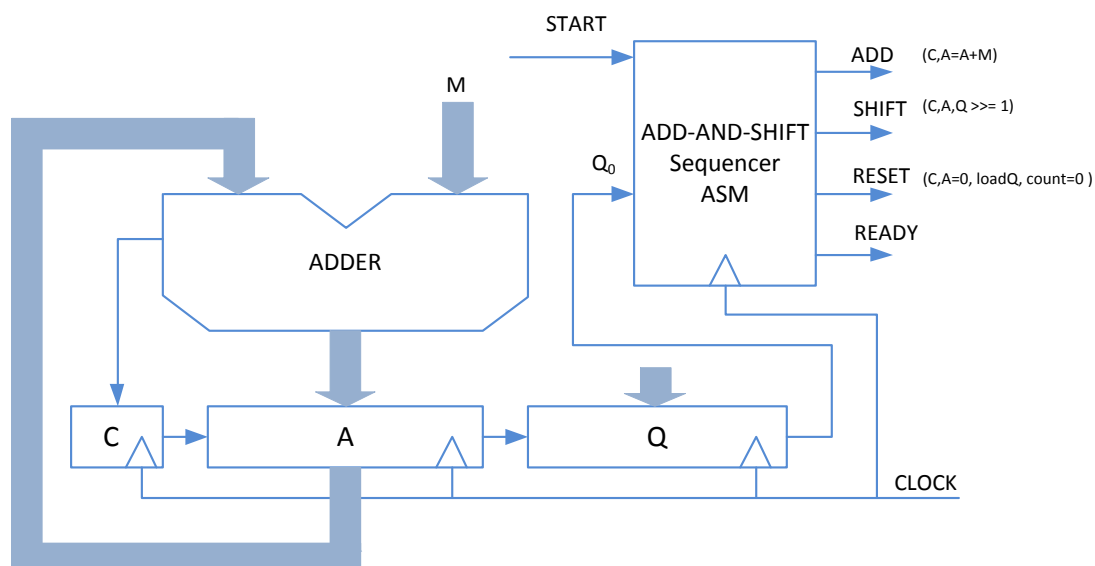 START
ADD (C,A=A+M)
M
SHIFT (C,A,Q >>= 1)
ADD-AND-SHIFT
Sequencer
ASM
Q₀
RESET (C,A=0, loadQ, count=0 )
READY
ADDER
C
A
Q
CLOCK